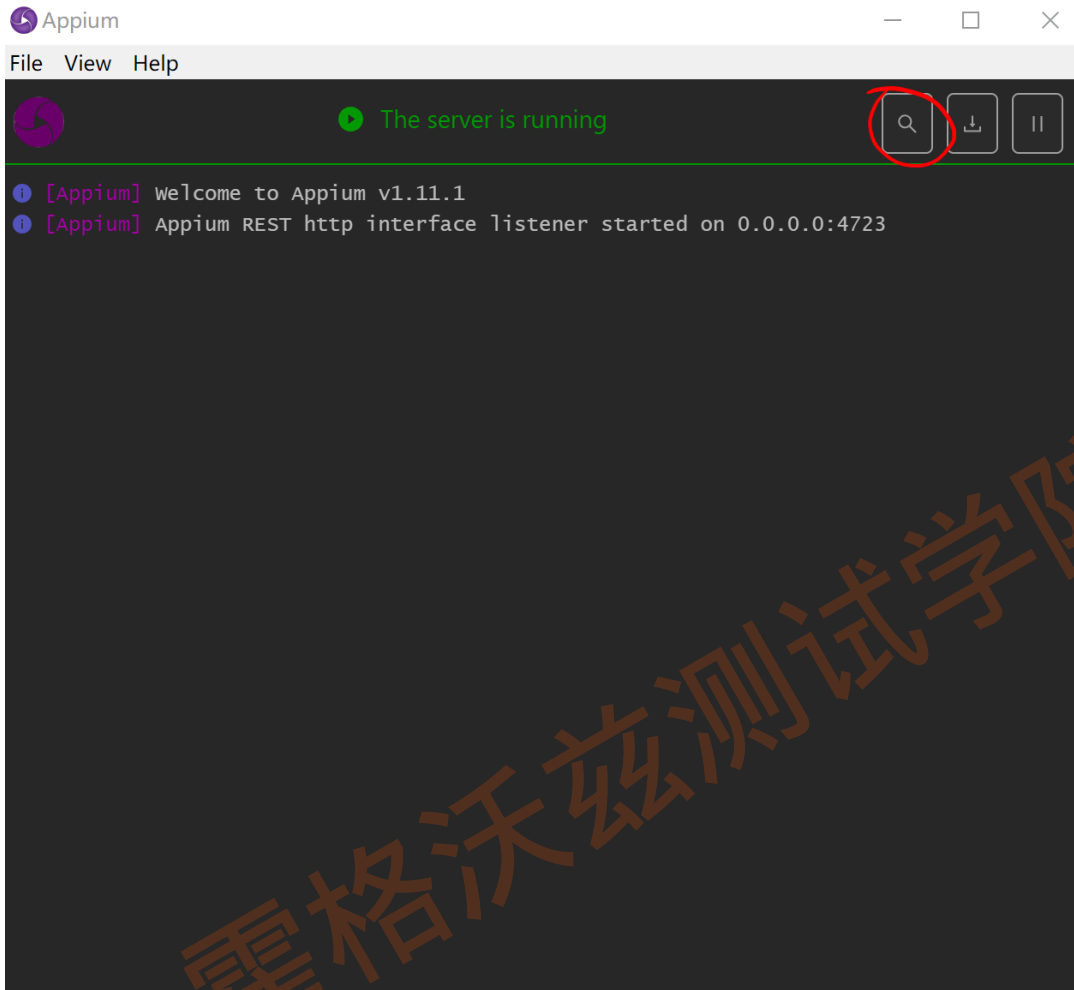 Appium
File View Help
The server is running
[Appium] Welcome to Appium v1.11.1
[Appium] Appium REST http interface listener started on 0.0.0.0:4723
霍格沃兹测试学院